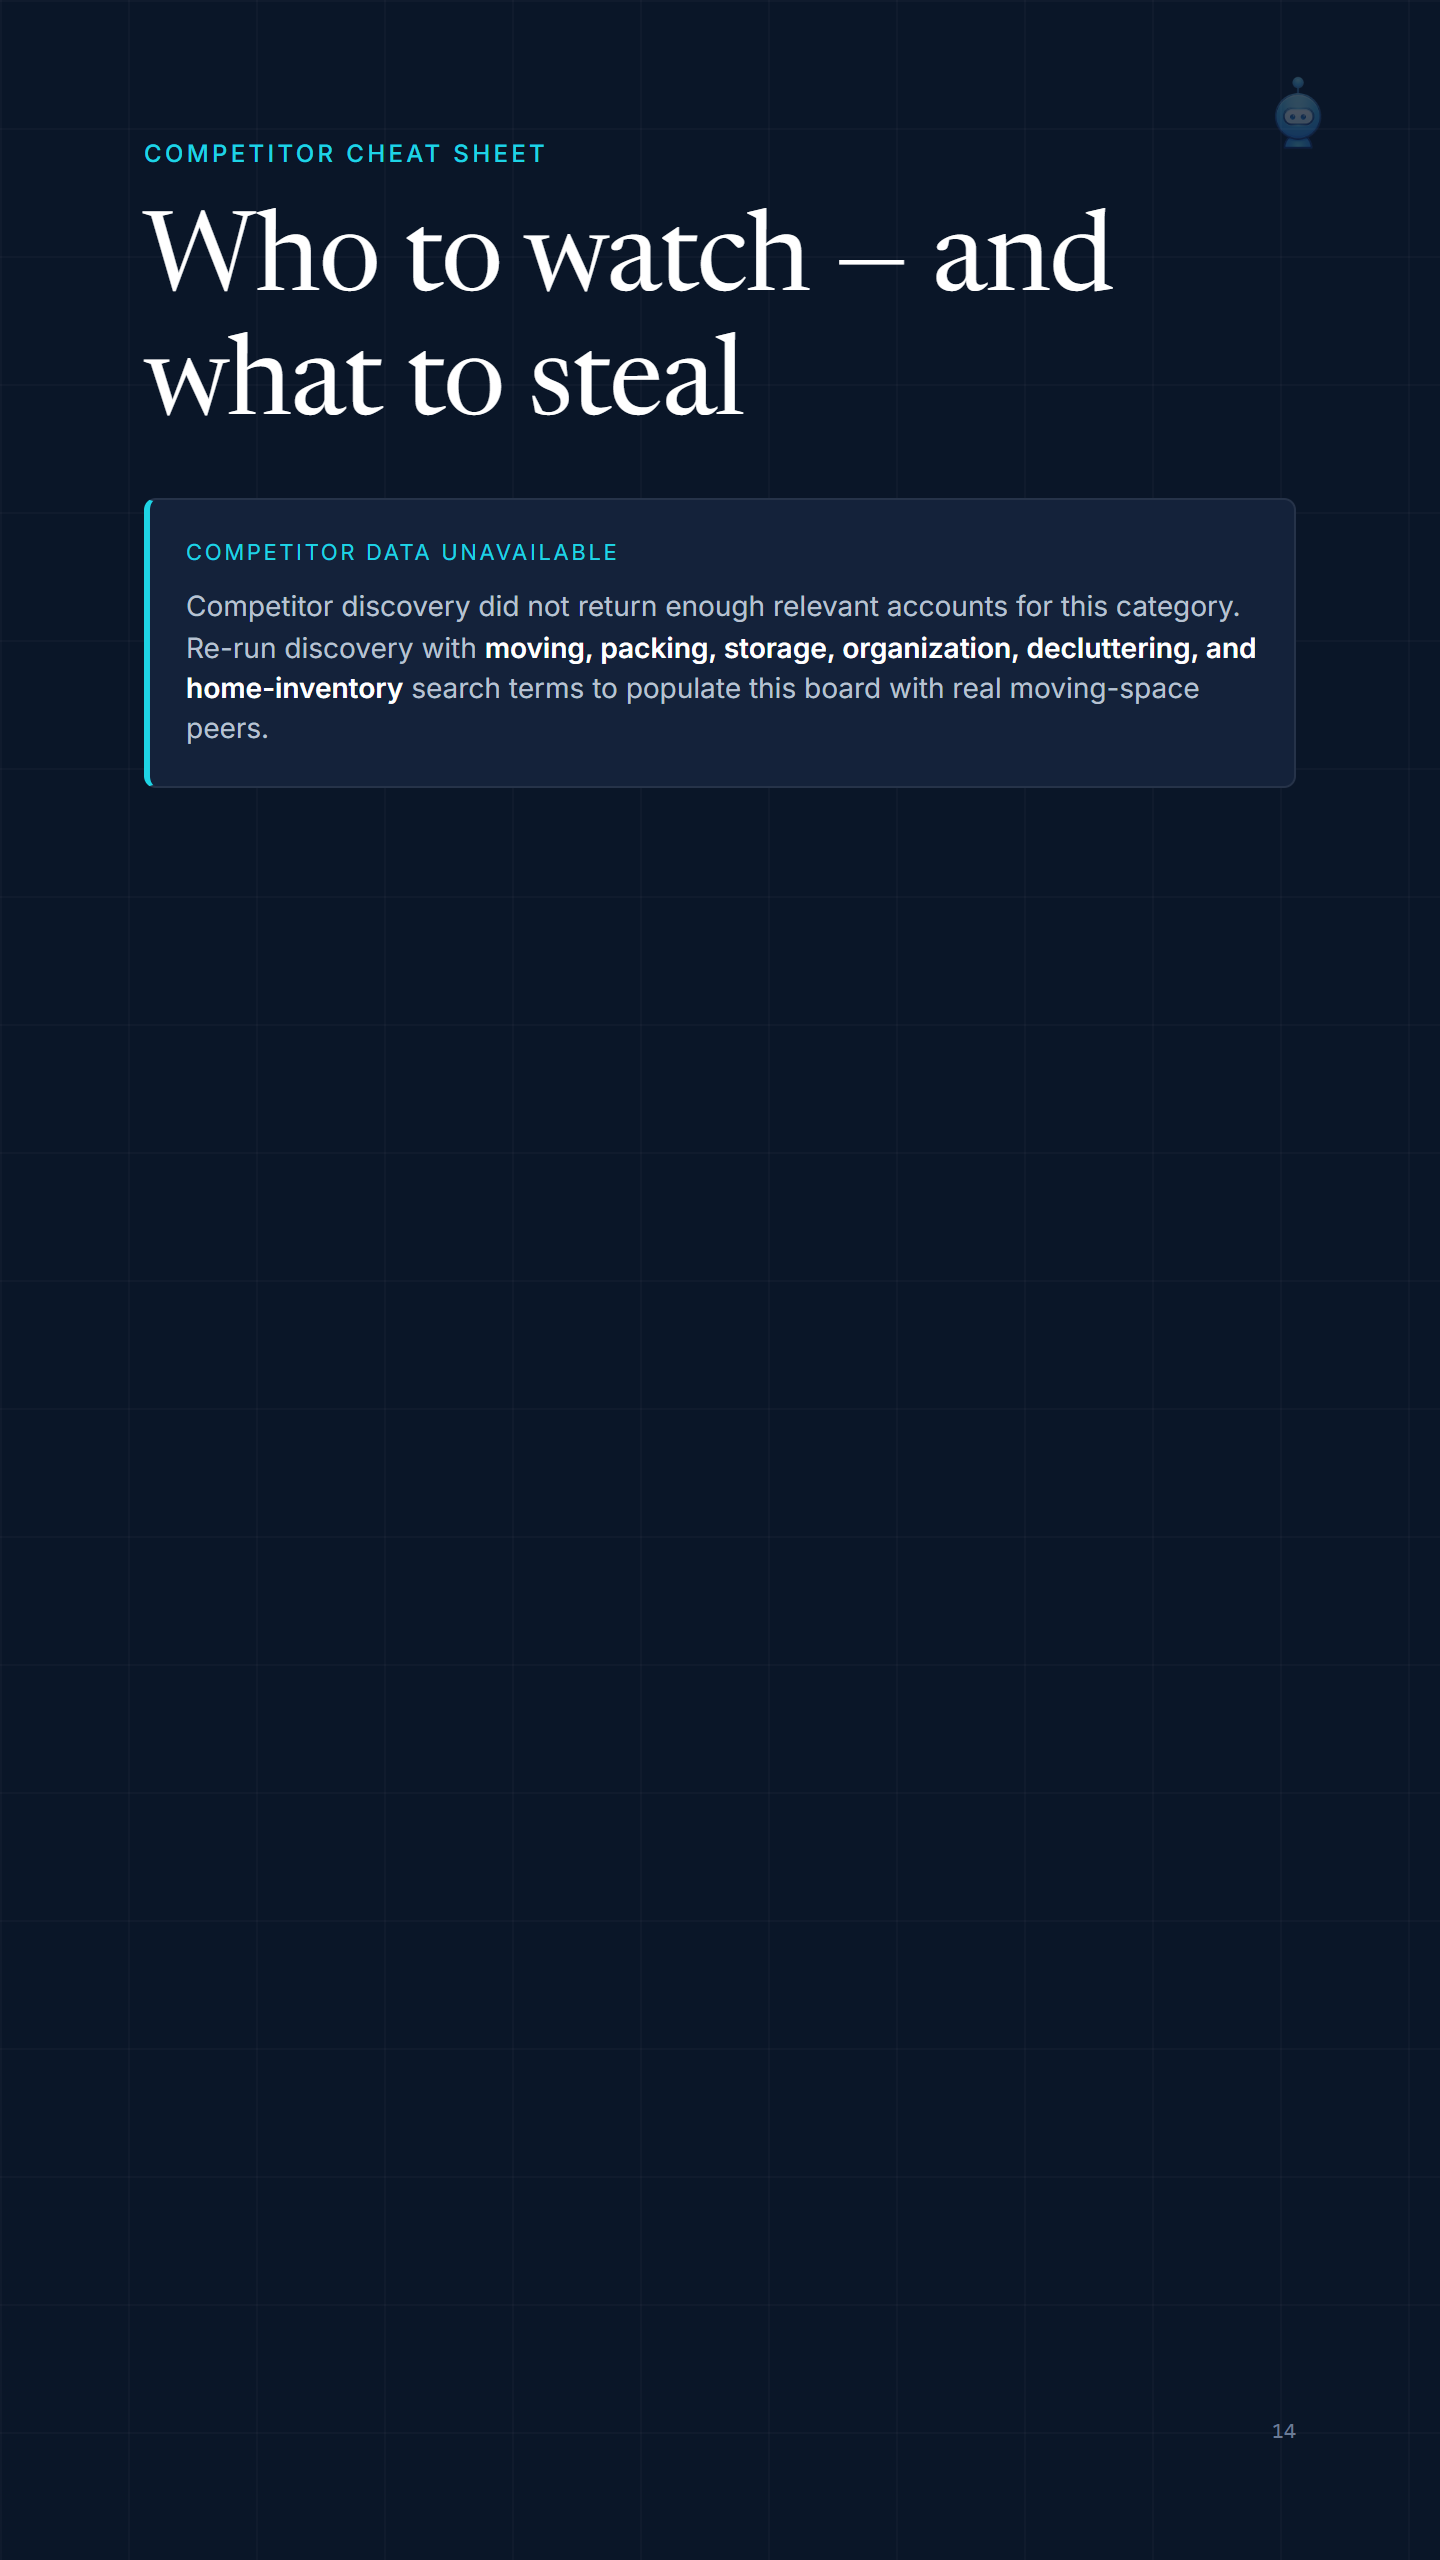 COMPETITOR CHEAT SHEET
Who to watch — and
what to steal
COMPETITOR DATA UNAVAILABLE
Competitor discovery did not return enough relevant accounts for this category.
Re-run discovery with moving, packing, storage, organization, decluttering, and
home-inventory search terms to populate this board with real moving-space
peers.
14